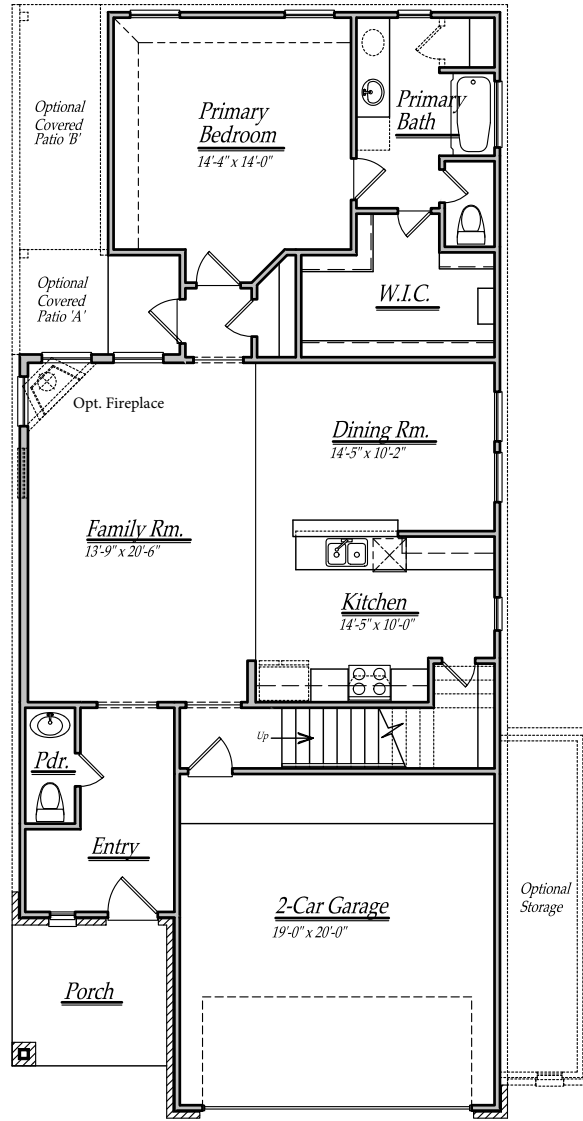 Optional
Covered
Patio 'B'
Primary
Bedroom
14'-4" x 14'-0"
Primary
Bath
Optional
Covered
Patio 'A'
W.I.C.
Opt. Fireplace
Dining Rm.
14'-5" x 10'-2"
Family Rm.
13'-9" x 20'-6"
Kitchen
14'-5" x 10'-0"
Up
Pdr.
Entry
2-Car Garage
19'-0" x 20'-0"
Optional
Storage
Porch